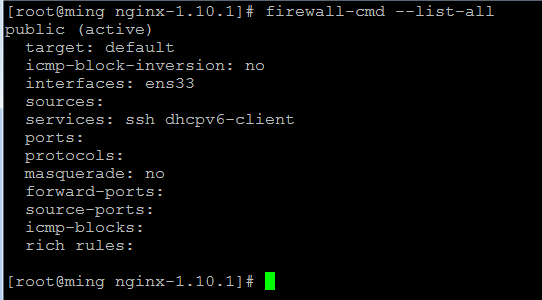 [root@ming nginx-1.10.1]# firewall-cmd --list-all
public (active)
  target: default
  icmp-block-inversion: no
  interfaces: ens33
  sources:
  services: ssh dhcpv6-client
  ports:
  protocols:
  masquerade: no
  forward-ports:
  source-ports:
  icmp-blocks:
  rich rules:
[root@ming nginx-1.10.1]#